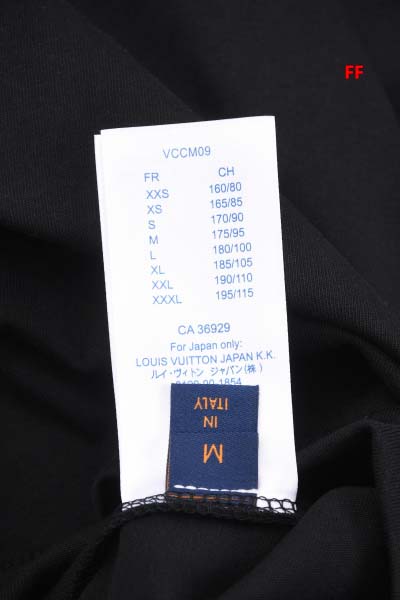 FF
VCCM09
FR CH
XXS 160/80
XS 165/85
S 170/90
M 175/95
L 180/100
XL 185/105
XXL 190/110
XXXL 195/115
CA 36929
For Japan only:
LOUIS VUITTON JAPAN K.K.
ルイ・ヴィトン ジャパン(株)
1854
M
IN
ITALY